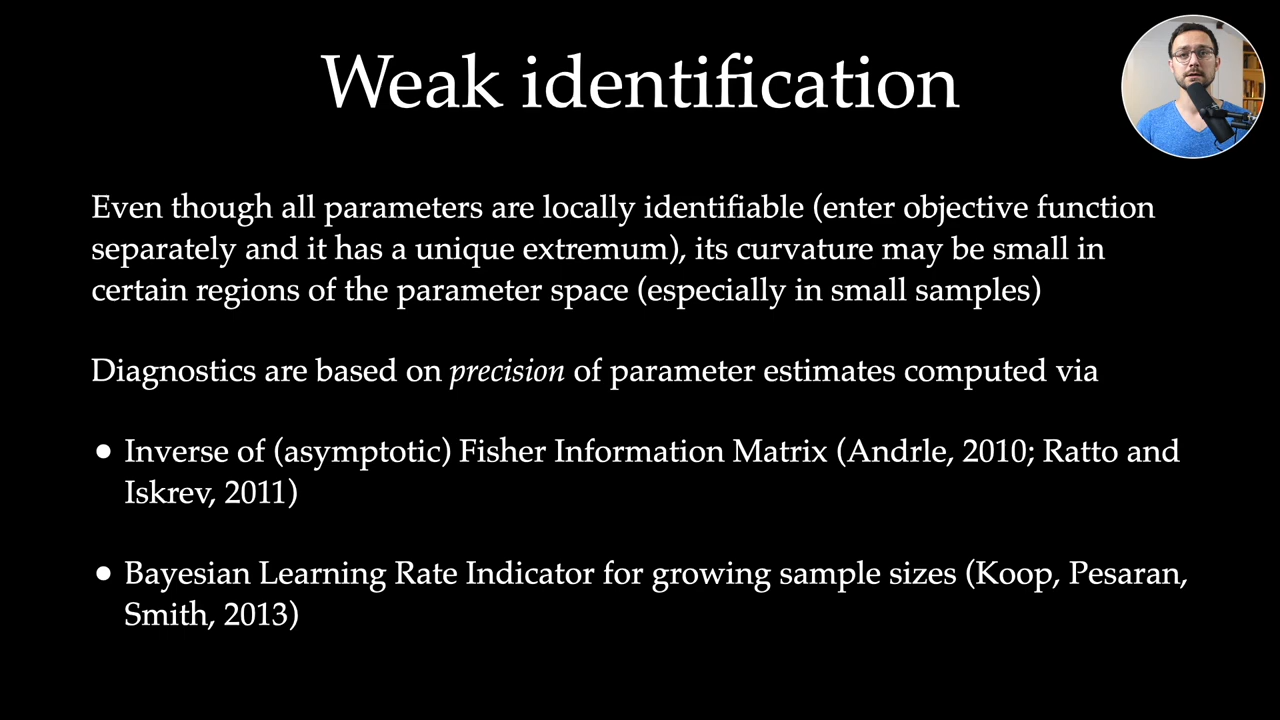 Weak identification
Even though all parameters are locally identifiable (enter objective function
separately and it has a unique extremum), its curvature may be small in
certain regions of the parameter space (especially in small samples)
Diagnostics are based on precision of parameter estimates computed via
• Inverse of (asymptotic) Fisher Information Matrix (Andrle, 2010; Ratto and
Iskrev, 2011)
• Bayesian Learning Rate Indicator for growing sample sizes (Koop, Pesaran,
Smith, 2013)